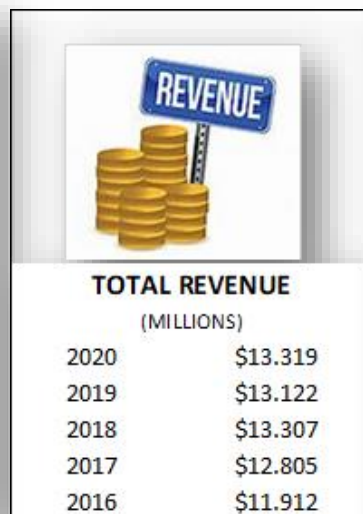 REVENUE
TOTAL REVENUE
(MILLIONS)
2020 $13.319
2019 $13.122
2018 $13.307
2017 $12.805
2016 $11.912